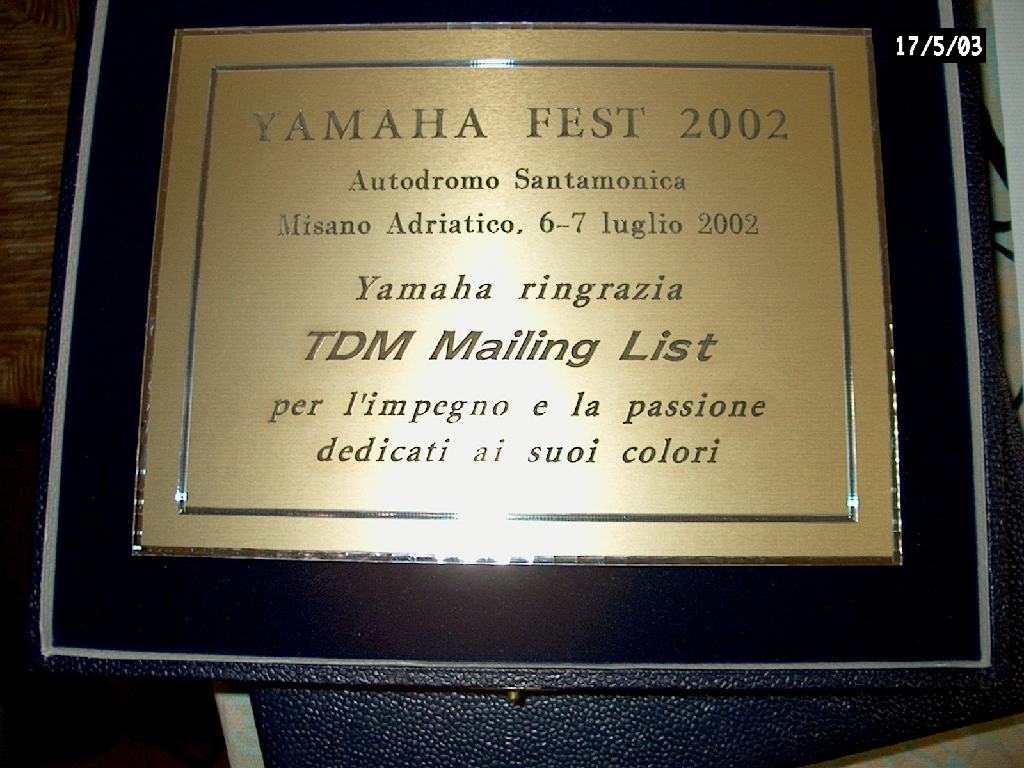 17/5/03
YAMAHA FEST 2002
Autodromo Santamonica
Misano Adriatico, 6-7 luglio 2002
Yamaha ringrazia
TDM Mailing List
per l'impegno e la passione
dedicati ai suoi colori